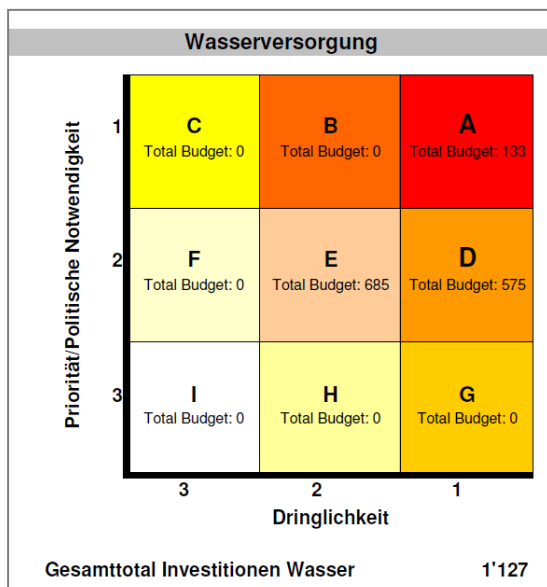 Wasserversorgung
Priorität/Politische Notwendigkeit
1
C
Total Budget: 0
B
Total Budget: 0
A
Total Budget: 133
2
F
Total Budget: 0
E
Total Budget: 685
D
Total Budget: 575
3
I
Total Budget: 0
H
Total Budget: 0
G
Total Budget: 0
3 2 1
Dringlichkeit
Gesamttotal Investitionen Wasser 1'127